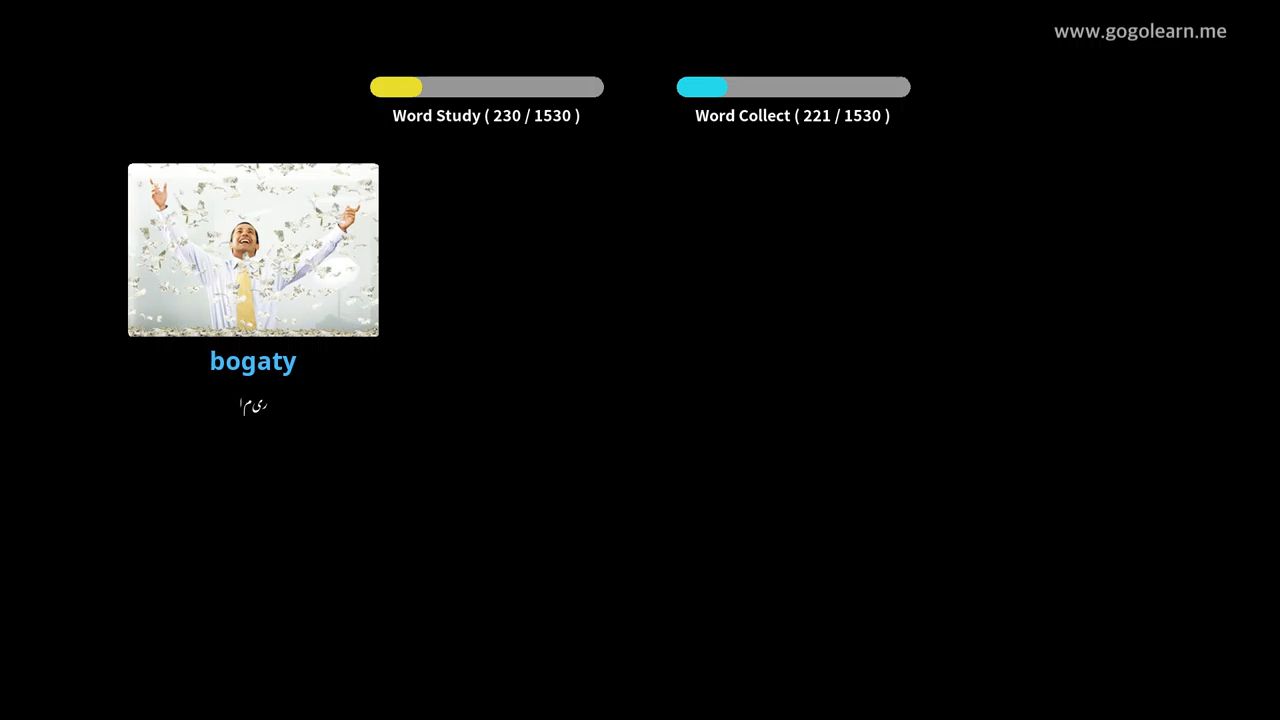 www.gogolearn.me
Word Study ( 230 / 1530 )
Word Collect ( 221 / 1530 )
bogaty
امیر